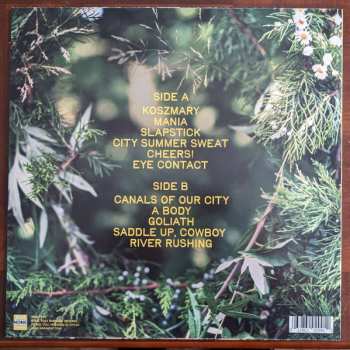 SIDE A
KOSZMARY
MANIA
SLAPSTICK
CITY SUMMER SWEAT
CHEERS!
EYE CONTACT
SIDE B
CANALS OF OUR CITY
A BODY
GOLIATH
SADDLE UP, COWBOY
RIVER RUSHING